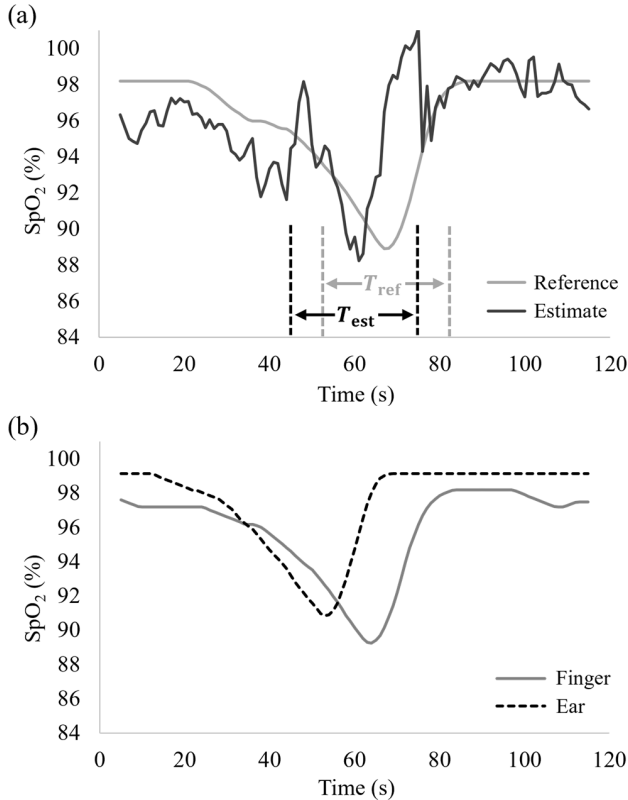 (a)
100
98
96
94
92
90
88
86
84
SpO2 (%)
Tref
Test
Reference
Estimate
0 20 40 60 80 100 120
Time (s)
(b)
100
98
96
94
92
90
88
86
84
SpO2 (%)
Finger
Ear
0 20 40 60 80 100 120
Time (s)